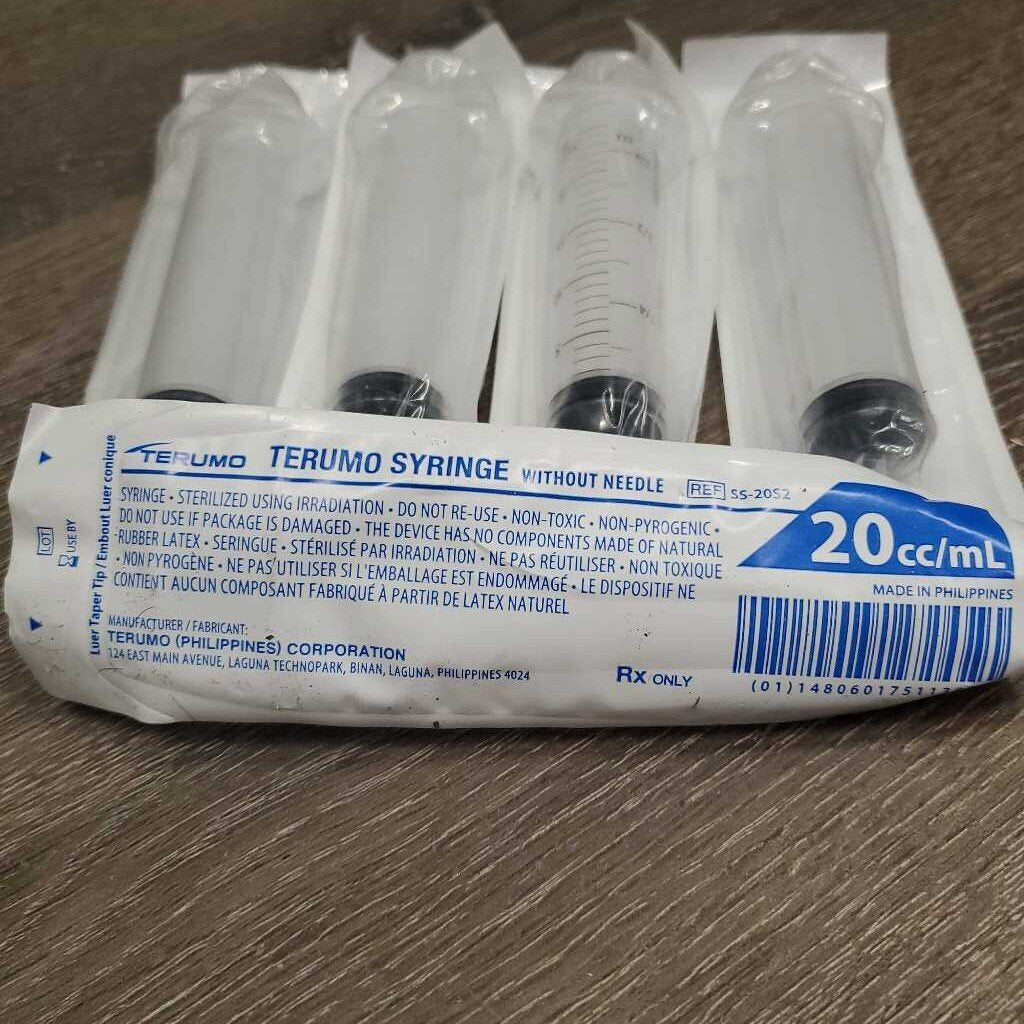 TERUMO TERUMO SYRINGE WITHOUT NEEDLE REF SS-20S2
SYRINGE • STERILIZED USING IRRADIATION • DO NOT RE-USE • NON-TOXIC • NON-PYROGENIC •
DO NOT USE IF PACKAGE IS DAMAGED • THE DEVICE HAS NO COMPONENTS MADE OF NATURAL
RUBBER LATEX • SERINGUE • STÉRILISÉ PAR IRRADIATION • NE PAS RÉUTILISER • NON TOXIQUE
• NON PYROGÈNE • NE PAS UTILISER SI L'EMBALLAGE EST ENDOMMAGÉ • LE DISPOSITIF NE
CONTIENT AUCUN COMPOSANT FABRIQUÉ À PARTIR DE LATEX NATUREL
MANUFACTURER / FABRICANT:
TERUMO (PHILIPPINES) CORPORATION
124 EAST MAIN AVENUE, LAGUNA TECHNOPARK, BINAN, LAGUNA, PHILIPPINES 4024
Rx ONLY
20cc/mL
MADE IN PHILIPPINES
LOT
USE BY
Luer Taper Tip / Embout Luer conique